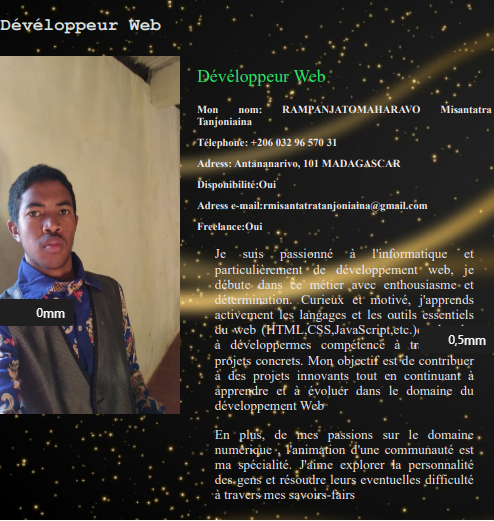 Dévéloppeur Web
Dévéloppeur Web
Mon nom: RAMPANJATOMAHARAVO Misantatra
Tanjoniaina
Télephone: +206 032 96 570 31
Adress: Antananarivo, 101 MADAGASCAR
Disponibilité:Oui
Adress e-mail:rmisantatratanjoniaina@gmail.com
Freelance:Oui
Je suis passionné à l'informatique et
particulièrement de développement web, je
débute dans ce métier avec enthousiasme et
détermination. Curieux et motivé, j'apprends
activement les langages et les outils essentiels
du web (HTML,CSS,JavaScript,etc.)
à développermes compétence à
projets concrets. Mon objectif est de contribuer
à des projets innovants tout en continuant à
apprendre et à évoluer dans le domaine du
développement Web
En plus, de mes passions sur le domaine
numérique , l'animation d'une communauté est
ma spécialité. J'aime explorer la personnalité
des gens et résoudre leurs eventuelles difficulté
à travers mes savoirs-fairs
0mm
0,5mm